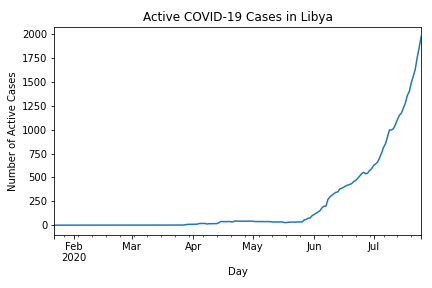 Active COVID-19 Cases in Libya
Number of Active Cases
2000
1750
1500
1250
1000
750
500
250
0
Feb Mar Apr May Jun Jul
2020
Day